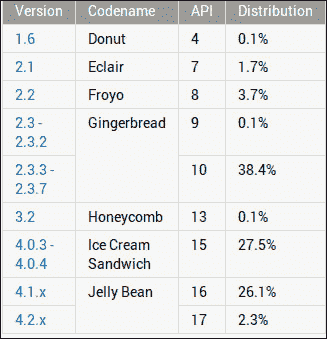 Version Codename API Distribution
1.6 Donut 4 0.1%
2.1 Eclair 7 1.7%
2.2 Froyo 8 3.7%
2.3 - 2.3.2 Gingerbread 9 0.1%
2.3.3 - 2.3.7 10 38.4%
3.2 Honeycomb 13 0.1%
4.0.3 - 4.0.4 Ice Cream Sandwich 15 27.5%
4.1.x Jelly Bean 16 26.1%
4.2.x 17 2.3%